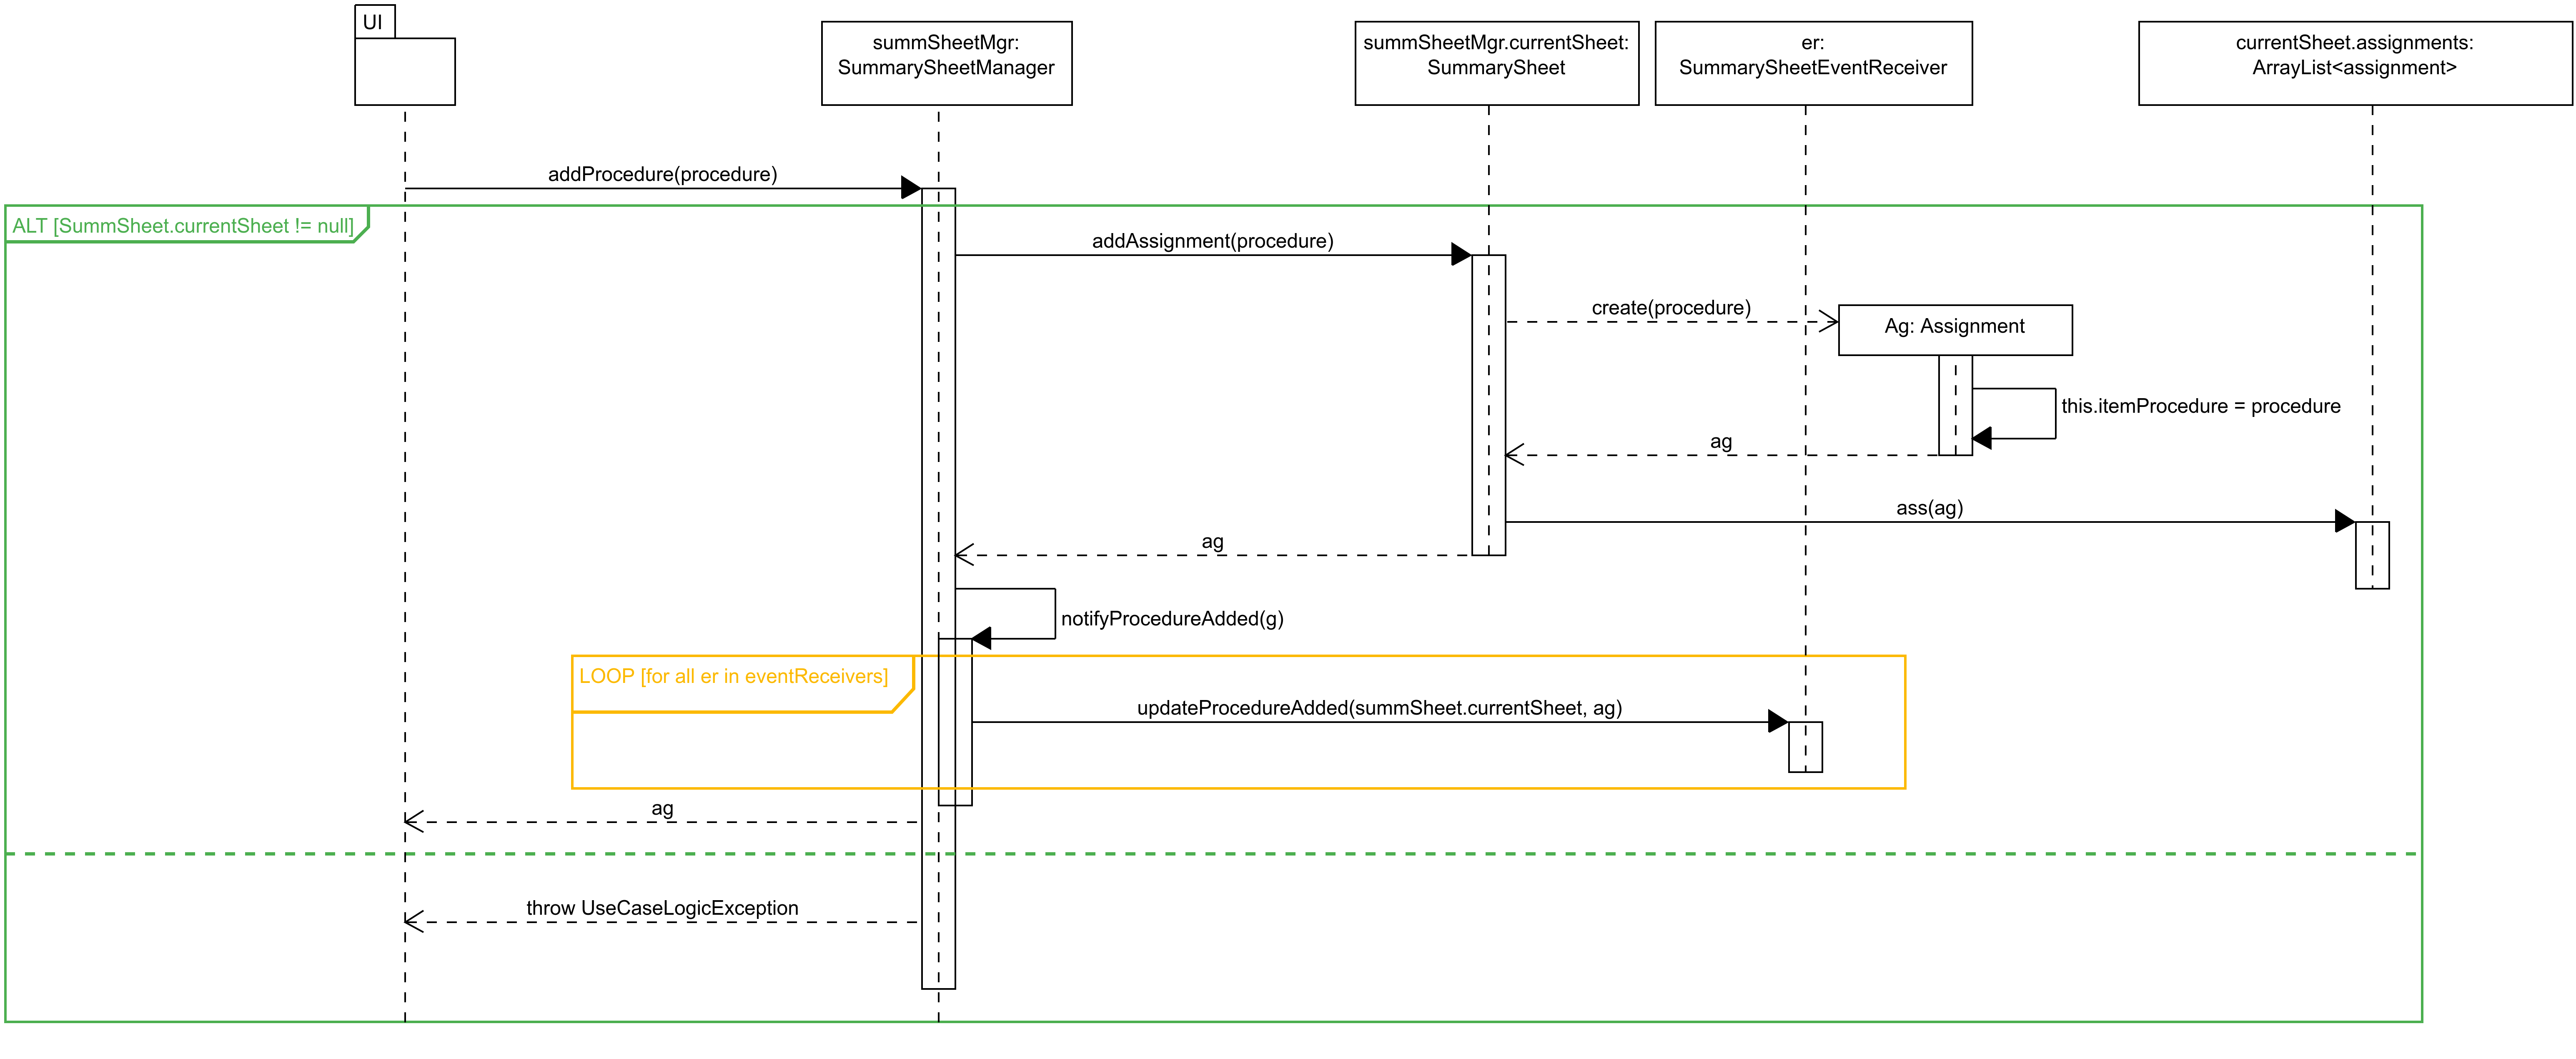 UI
summSheetMgr:
SummarySheetManager
summSheetMgr.currentSheet:
SummarySheet
er:
SummarySheetEventReceiver
currentSheet.assignments:
ArrayList<assignment>
addProcedure(procedure)
ALT [SummSheet.currentSheet != null]
addAssignment(procedure)
create(procedure)
Ag: Assignment
this.itemProcedure = procedure
ag
ass(ag)
ag
notifyProcedureAdded(g)
LOOP [for all er in eventReceivers]
updateProcedureAdded(summSheet.currentSheet, ag)
ag
throw UseCaseLogicException